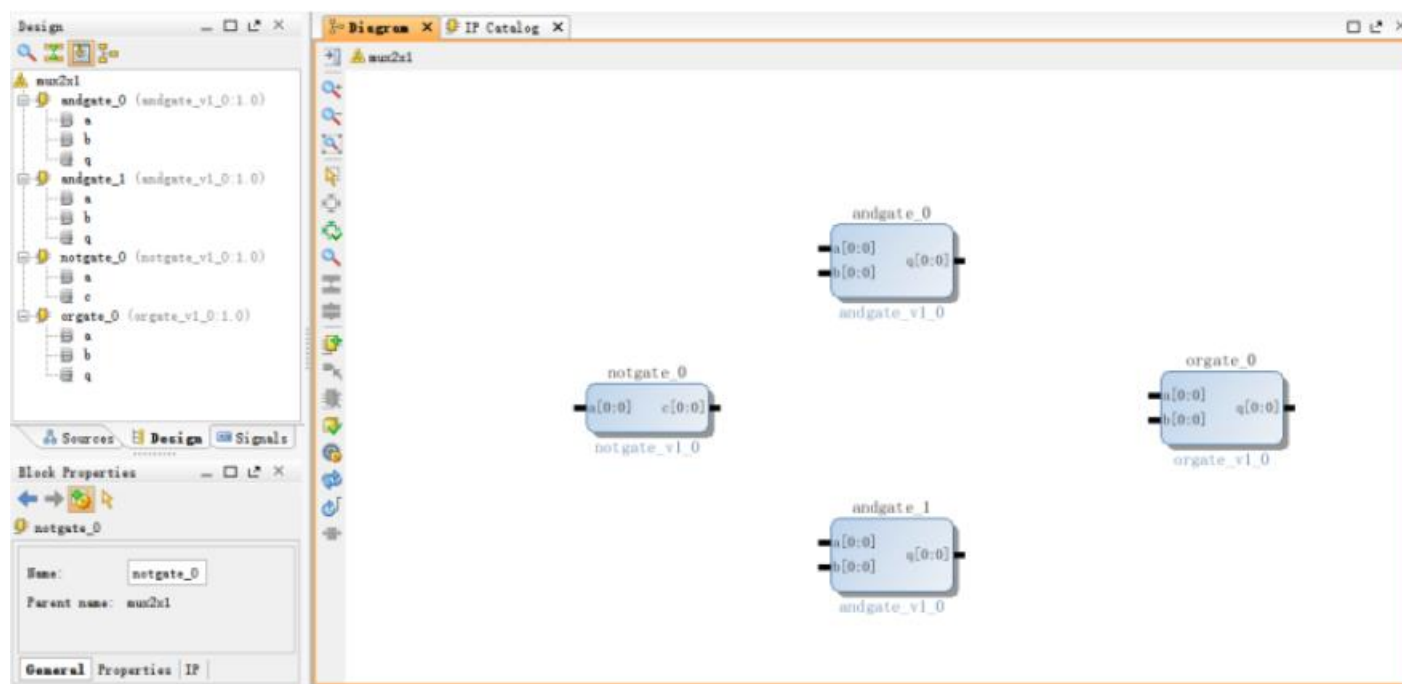 Design
mux2x1
andgate_0 (andgate_v1_0:1.0)
a
b
q
andgate_1 (andgate_v1_0:1.0)
a
b
q
notgate_0 (notgate_v1_0:1.0)
a
c
orgate_0 (orgate_v1_0:1.0)
a
b
q
Sources Design Signals
Block Properties
notgate_0
Name: notgate_0
Parent name: mux2x1
General Properties IP
Diagram IP Catalog
mux2x1
andgate_0
a[0:0]
q[0:0]
b[0:0]
andgate_v1_0
notgate_0
a[0:0] c[0:0]
notgate_v1_0
orgate_0
a[0:0]
q[0:0]
b[0:0]
orgate_v1_0
andgate_1
a[0:0]
q[0:0]
b[0:0]
andgate_v1_0